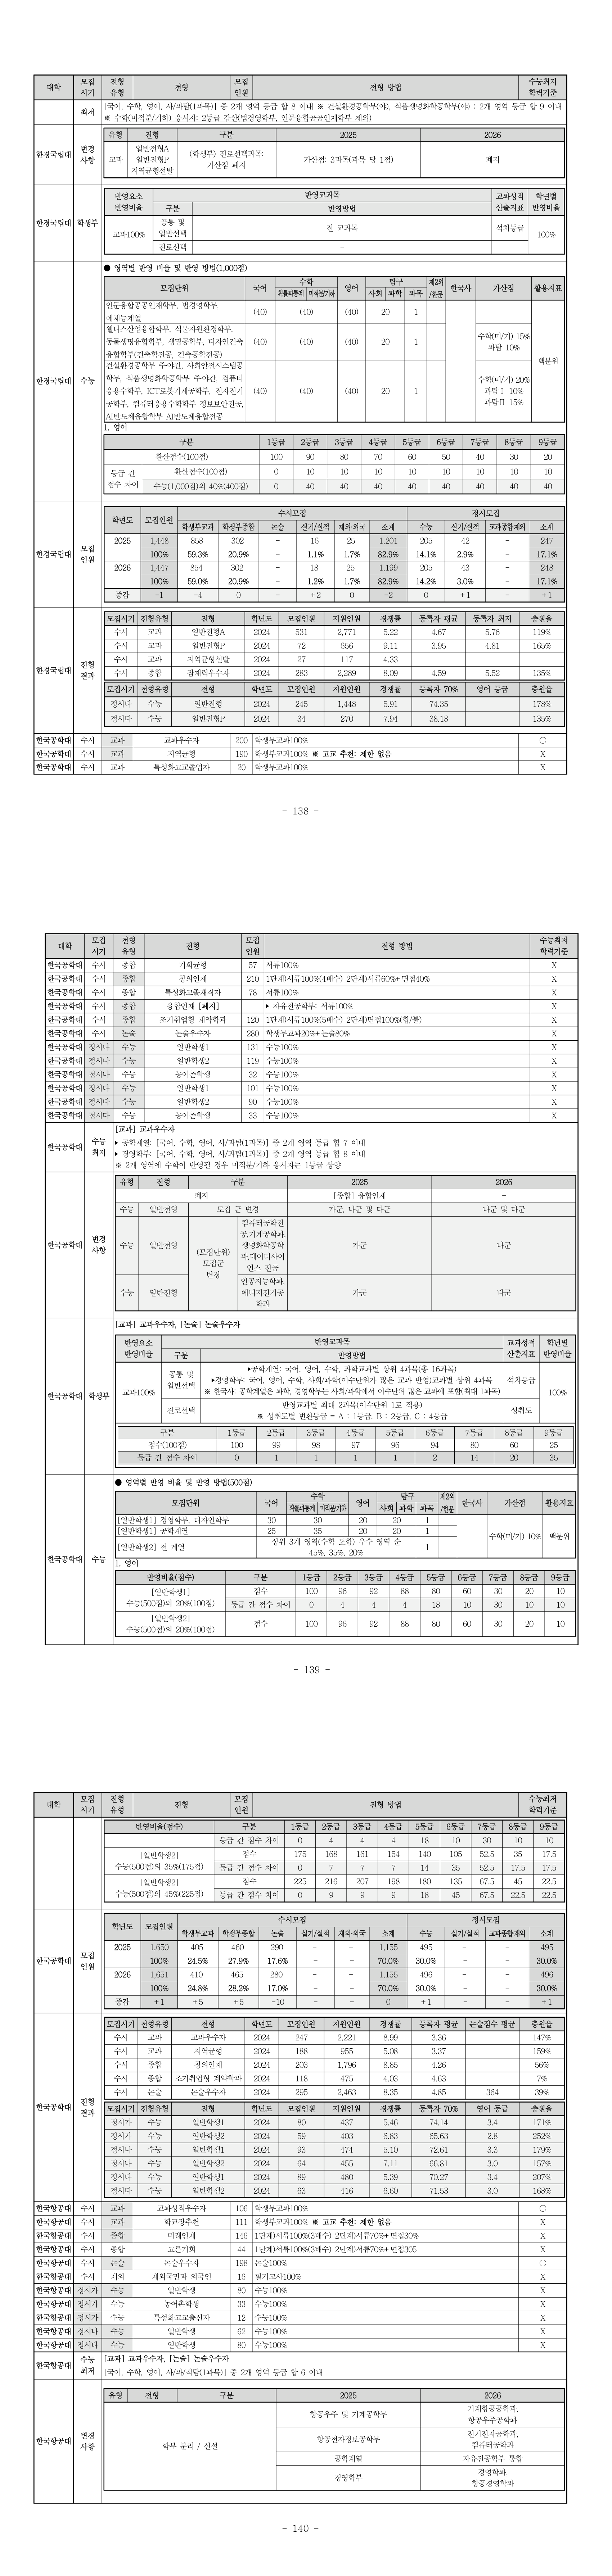 대학 모집시기 전형유형 전형 모집인원 전형 방법 수능최저학력기준
최저 [국어, 수학, 영어, 사/과탐(1과목)] 중 2개 영역 등급 합 8 이내 ※ 건설환경공학부(야), 식품생명화학공학부(야) : 2개 영역 등급 합 9 이내
※ 수학(미적분/기하) 응시자: 2등급 감산(법경영학부, 인문융합공공인재학부 제외)
한경국립대 변경사항
유형 전형 구분 2025 2026
교과 일반전형A 일반전형P 지역균형선발 (학생부) 진로선택과목: 가산점 폐지 가산점: 3과목(과목 당 1점) 폐지
한경국립대 학생부
반영요소 반영비율 반영교과목 교과성적 산출지표 학년별 반영비율
구분 반영방법
교과100% 공통 및 일반선택 전 교과목 석차등급 100%
진로선택 -
한경국립대 수능
● 영역별 반영 비율 및 반영 방법(1,000점)
모집단위 국어 수학 영어 탐구 제2외/한문 한국사 가산점 활용지표
확률과통계 미적분/기하 사회 과학 과목
인문융합공공인재학부, 법경영학부, 예체능계열 (40) (40) (40) 20 1
웰니스산업융합학부, 식물자원환경학부, 동물생명융합학부, 생명공학부, 디자인건축융합학부(건축학전공, 건축공학전공) (40) (40) (40) 20 1 수학(미/기) 15% 과탐 10% 백분위
건설환경공학부 주야간, 사회안전시스템공학부, 식품생명화학공학부 주야간, 컴퓨터응용수학부, ICT로봇기계공학부, 전자전기공학부, 컴퓨터응용수학부 정보보안전공, AI반도체융합학부 AI반도체융합전공 (40) (40) (40) 20 1 수학(미/기) 20% 과탐Ⅰ 10% 과탐Ⅱ 15%
1. 영어
구분 1등급 2등급 3등급 4등급 5등급 6등급 7등급 8등급 9등급
환산점수(100점) 100 90 80 70 60 50 40 30 20
등급 간 점수 차이 환산점수(100점) 0 10 10 10 10 10 10 10 10
수능(1,000점)의 40%(400점) 0 40 40 40 40 40 40 40 40
한경국립대 모집인원
학년도 모집인원 수시모집 정시모집
학생부교과 학생부종합 논술 실기/실적 재외·외국 소계 수능 실기/실적 교과종합재외 소계
2025 1,448 858 302 - 16 25 1,201 205 42 - 247
100% 59.3% 20.9% - 1.1% 1.7% 82.9% 14.1% 2.9% - 17.1%
2026 1,447 854 302 - 18 25 1,199 205 43 - 248
100% 59.0% 20.9% - 1.2% 1.7% 82.9% 14.2% 3.0% - 17.1%
증감 -1 -4 0 - +2 0 -2 0 +1 - +1
한경국립대 전형결과
모집시기 전형유형 전형 학년도 모집인원 지원인원 경쟁률 등록자 평균 등록자 최저 충원율
수시 교과 일반전형A 2024 531 2,771 5.22 4.67 5.76 119%
수시 교과 일반전형P 2024 72 656 9.11 3.95 4.81 165%
수시 교과 지역균형선발 2024 27 117 4.33
수시 종합 잠재력우수자 2024 283 2,289 8.09 4.59 5.52 135%
모집시기 전형유형 전형 학년도 모집인원 지원인원 경쟁률 등록자 70% 영어 등급 충원율
정시다 수능 일반전형 2024 245 1,448 5.91 74.35 178%
정시다 수능 일반전형P 2024 34 270 7.94 38.18 135%
한국공학대 수시 교과 교과우수자 200 학생부교과100% ○
한국공학대 수시 교과 지역균형 190 학생부교과100% ※ 고교 추천: 제한 없음 X
한국공학대 수시 교과 특성화고교졸업자 20 학생부교과100% X
- 138 -
대학 모집시기 전형유형 전형 모집인원 전형 방법 수능최저학력기준
한국공학대 수시 종합 기회균형 57 서류100% X
한국공학대 수시 종합 창의인재 210 1단계)서류100%(4배수) 2단계)서류60%+면접40% X
한국공학대 수시 종합 특성화고졸재직자 78 서류100% X
한국공학대 수시 종합 융합인재 [폐지] ▸ 자유전공학부: 서류100% X
한국공학대 수시 종합 조기취업형 계약학과 120 1단계)서류100%(5배수) 2단계)면접100%(합/불) X
한국공학대 수시 논술 논술우수자 280 학생부교과20%+논술80% X
한국공학대 정시나 수능 일반학생1 131 수능100% X
한국공학대 정시나 수능 일반학생2 119 수능100% X
한국공학대 정시나 수능 농어촌학생 32 수능100% X
한국공학대 정시다 수능 일반학생1 101 수능100% X
한국공학대 정시다 수능 일반학생2 90 수능100% X
한국공학대 정시다 수능 농어촌학생 33 수능100% X
한국공학대 수능최저
[교과] 교과우수자
▸ 공학계열: [국어, 수학, 영어, 사/과탐(1과목)] 중 2개 영역 등급 합 7 이내
▸ 경영학부: [국어, 수학, 영어, 사/과탐(1과목)] 중 2개 영역 등급 합 8 이내
※ 2개 영역에 수학이 반영될 경우 미적분/기하 응시자는 1등급 상향
한국공학대 변경사항
유형 전형 구분 2025 2026
폐지 [종합] 융합인재 -
수능 일반전형 모집 군 변경 가군, 나군 및 다군 나군 및 다군
수능 일반전형 (모집단위) 모집군 변경 컴퓨터공학전공,기계공학과,생명화학공학과,데이터사이언스 전공 가군 나군
수능 일반전형 인공지능학과, 에너지전기공학과 가군 다군
한국공학대 학생부
[교과] 교과우수자, [논술] 논술우수자
반영요소 반영비율 반영교과목 교과성적 산출지표 학년별 반영비율
구분 반영방법
교과100% 공통 및 일반선택 ▸공학계열: 국어, 영어, 수학, 과학교과별 상위 4과목(총 16과목)
▸경영학부: 국어, 영어, 수학, 사회/과학(이수단위가 많은 교과 반영)교과별 상위 4과목
※ 한국사: 공학계열은 과학, 경영학부는 사회/과학에서 이수단위 많은 교과에 포함(최대 1과목) 석차등급 100%
진로선택 반영교과별 최대 2과목(이수단위 1로 적용)
※ 성취도별 변환등급 = A : 1등급, B : 2등급, C : 4등급 성취도
구분 1등급 2등급 3등급 4등급 5등급 6등급 7등급 8등급 9등급
점수(100점) 100 99 98 97 96 94 80 60 25
등급 간 점수 차이 0 1 1 1 1 2 14 20 35
한국공학대 수능
● 영역별 반영 비율 및 반영 방법(500점)
모집단위 국어 수학 영어 탐구 제2외/한문 한국사 가산점 활용지표
확률과통계 미적분/기하 사회 과학 과목
[일반학생1] 경영학부, 디자인학부 30 30 20 20 1
[일반학생1] 공학계열 25 35 20 20 1 수학(미/기) 10% 백분위
[일반학생2] 전 계열 상위 3개 영역(수학 포함) 우수 영역 순 45%, 35%, 20% 1
1. 영어
반영비율(점수) 구분 1등급 2등급 3등급 4등급 5등급 6등급 7등급 8등급 9등급
[일반학생1] 수능(500점)의 20%(100점) 점수 100 96 92 88 80 60 30 20 10
등급 간 점수 차이 0 4 4 4 18 10 30 10 10
[일반학생2] 수능(500점)의 20%(100점) 점수 100 96 92 88 80 60 30 20 10
- 139 -
대학 모집시기 전형유형 전형 모집인원 전형 방법 수능최저학력기준
반영비율(점수) 구분 1등급 2등급 3등급 4등급 5등급 6등급 7등급 8등급 9등급
등급 간 점수 차이 0 4 4 4 18 10 30 10 10
[일반학생2] 수능(500점)의 35%(175점) 점수 175 168 161 154 140 105 52.5 35 17.5
등급 간 점수 차이 0 7 7 7 14 35 52.5 17.5 17.5
[일반학생2] 수능(500점)의 45%(225점) 점수 225 216 207 198 180 135 67.5 45 22.5
등급 간 점수 차이 0 9 9 9 18 45 67.5 22.5 22.5
한국공학대 모집인원
학년도 모집인원 수시모집 정시모집
학생부교과 학생부종합 논술 실기/실적 재외·외국 소계 수능 실기/실적 교과종합재외 소계
2025 1,650 405 460 290 - - 1,155 495 - - 495
100% 24.5% 27.9% 17.6% - - 70.0% 30.0% - - 30.0%
2026 1,651 410 465 280 - - 1,155 496 - - 496
100% 24.8% 28.2% 17.0% - - 70.0% 30.0% - - 30.0%
증감 +1 +5 +5 -10 - - 0 +1 - - +1
한국공학대 전형결과
모집시기 전형유형 전형 학년도 모집인원 지원인원 경쟁률 등록자 평균 논술점수 평균 충원율
수시 교과 교과우수자 2024 247 2,221 8.99 3.36 147%
수시 교과 지역균형 2024 188 955 5.08 3.37 159%
수시 종합 창의인재 2024 203 1,796 8.85 4.26 56%
수시 종합 조기취업형 계약학과 2024 118 475 4.03 4.63 7%
수시 논술 논술우수자 2024 295 2,463 8.35 4.85 364 39%
모집시기 전형유형 전형 학년도 모집인원 지원인원 경쟁률 등록자 70% 영어 등급 충원율
정시가 수능 일반학생1 2024 80 437 5.46 74.14 3.4 171%
정시가 수능 일반학생2 2024 59 403 6.83 65.63 2.8 252%
정시나 수능 일반학생1 2024 93 474 5.10 72.61 3.3 179%
정시나 수능 일반학생2 2024 64 455 7.11 66.81 3.0 157%
정시다 수능 일반학생1 2024 89 480 5.39 70.27 3.4 207%
정시다 수능 일반학생2 2024 63 416 6.60 71.53 3.0 168%
한국항공대 수시 교과 교과성적우수자 106 학생부교과100% ○
한국항공대 수시 교과 학교장추천 111 학생부교과100% ※ 고교 추천: 제한 없음 X
한국항공대 수시 종합 미래인재 146 1단계)서류100%(3배수) 2단계)서류70%+면접30% X
한국항공대 수시 종합 고른기회 44 1단계)서류100%(3배수) 2단계)서류70%+면접305 X
한국항공대 수시 논술 논술우수자 198 논술100% ○
한국항공대 수시 재외 재외국민과 외국인 16 필기고사100% X
한국항공대 정시가 수능 일반학생 80 수능100% X
한국항공대 정시가 수능 농어촌학생 33 수능100% X
한국항공대 정시가 수능 특성화고교출신자 12 수능100% X
한국항공대 정시나 수능 일반학생 62 수능100% X
한국항공대 정시다 수능 일반학생 80 수능100% X
한국항공대 수능최저
[교과] 교과우수자, [논술] 논술우수자
[국어, 수학, 영어, 사/과/직탐(1과목)] 중 2개 영역 등급 합 6 이내
한국항공대 변경사항
유형 전형 구분 2025 2026
학부 분리 / 신설 항공우주 및 기계공학부 기계항공공학과, 항공우주공학과
항공전자정보공학부 전기전자공학과, 컴퓨터공학과
공학계열 자유전공학부 통합
경영학부 경영학과, 항공경영학과
- 140 -